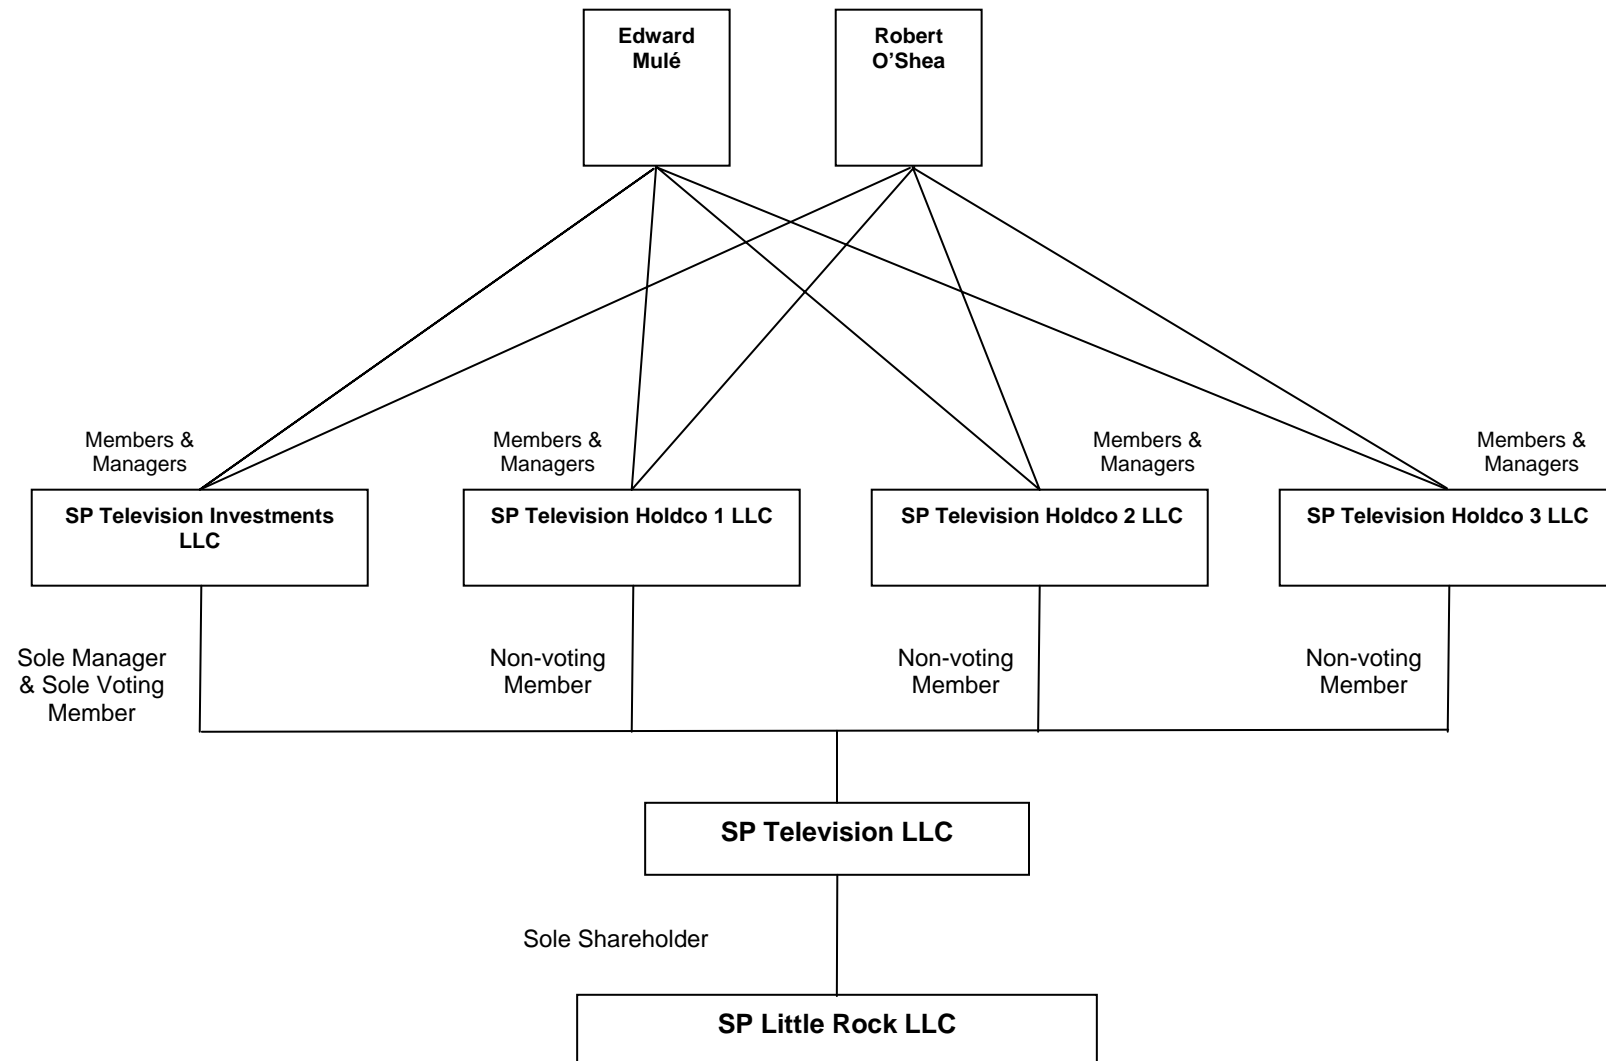 Edward
Mulé
Robert
O’Shea
Members &
Managers
Members &
Managers
Members &
Managers
Members &
Managers
SP Television Investments
LLC
SP Television Holdco 1 LLC
SP Television Holdco 2 LLC
SP Television Holdco 3 LLC
Sole Manager
& Sole Voting
Member
Non-voting
Member
Non-voting
Member
Non-voting
Member
SP Television LLC
Sole Shareholder
SP Little Rock LLC